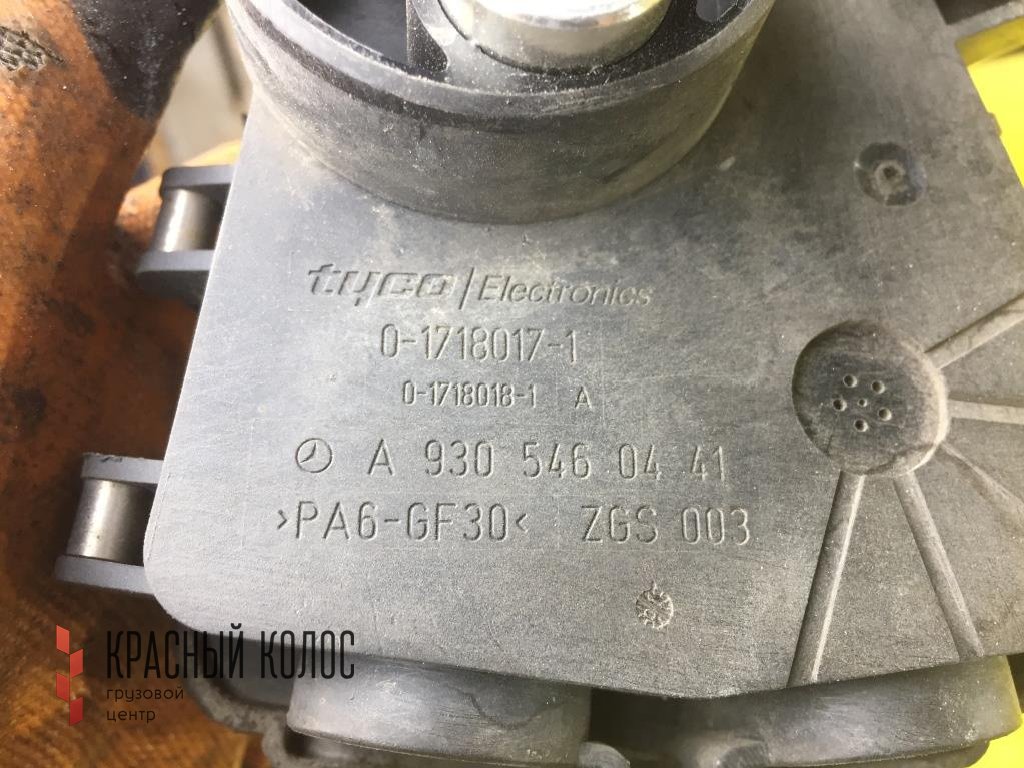 tyco/Electronics
0-1718017-1
0-1718018-1 A
A 930 546 04 41
>PA6-GF30< ZGS 003
КРАСНЫЙ КОЛОС
грузовой
центр